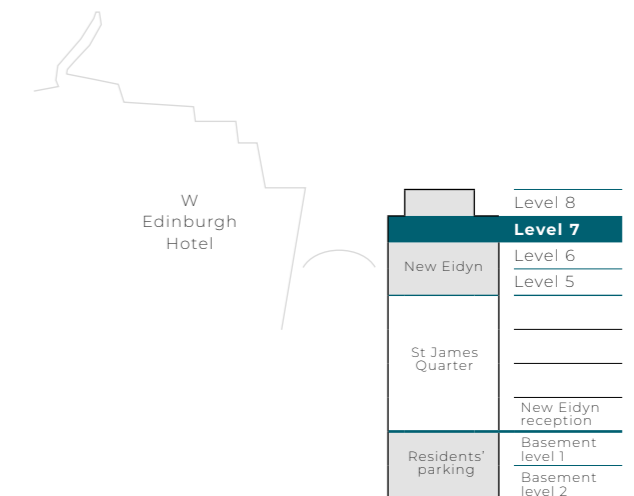 W
Edinburgh
Hotel
Level 8
Level 7
New Eidyn
Level 6
Level 5
St James
Quarter
New Eidyn
reception
Residents’
parking
Basement
level 1
Basement
level 2